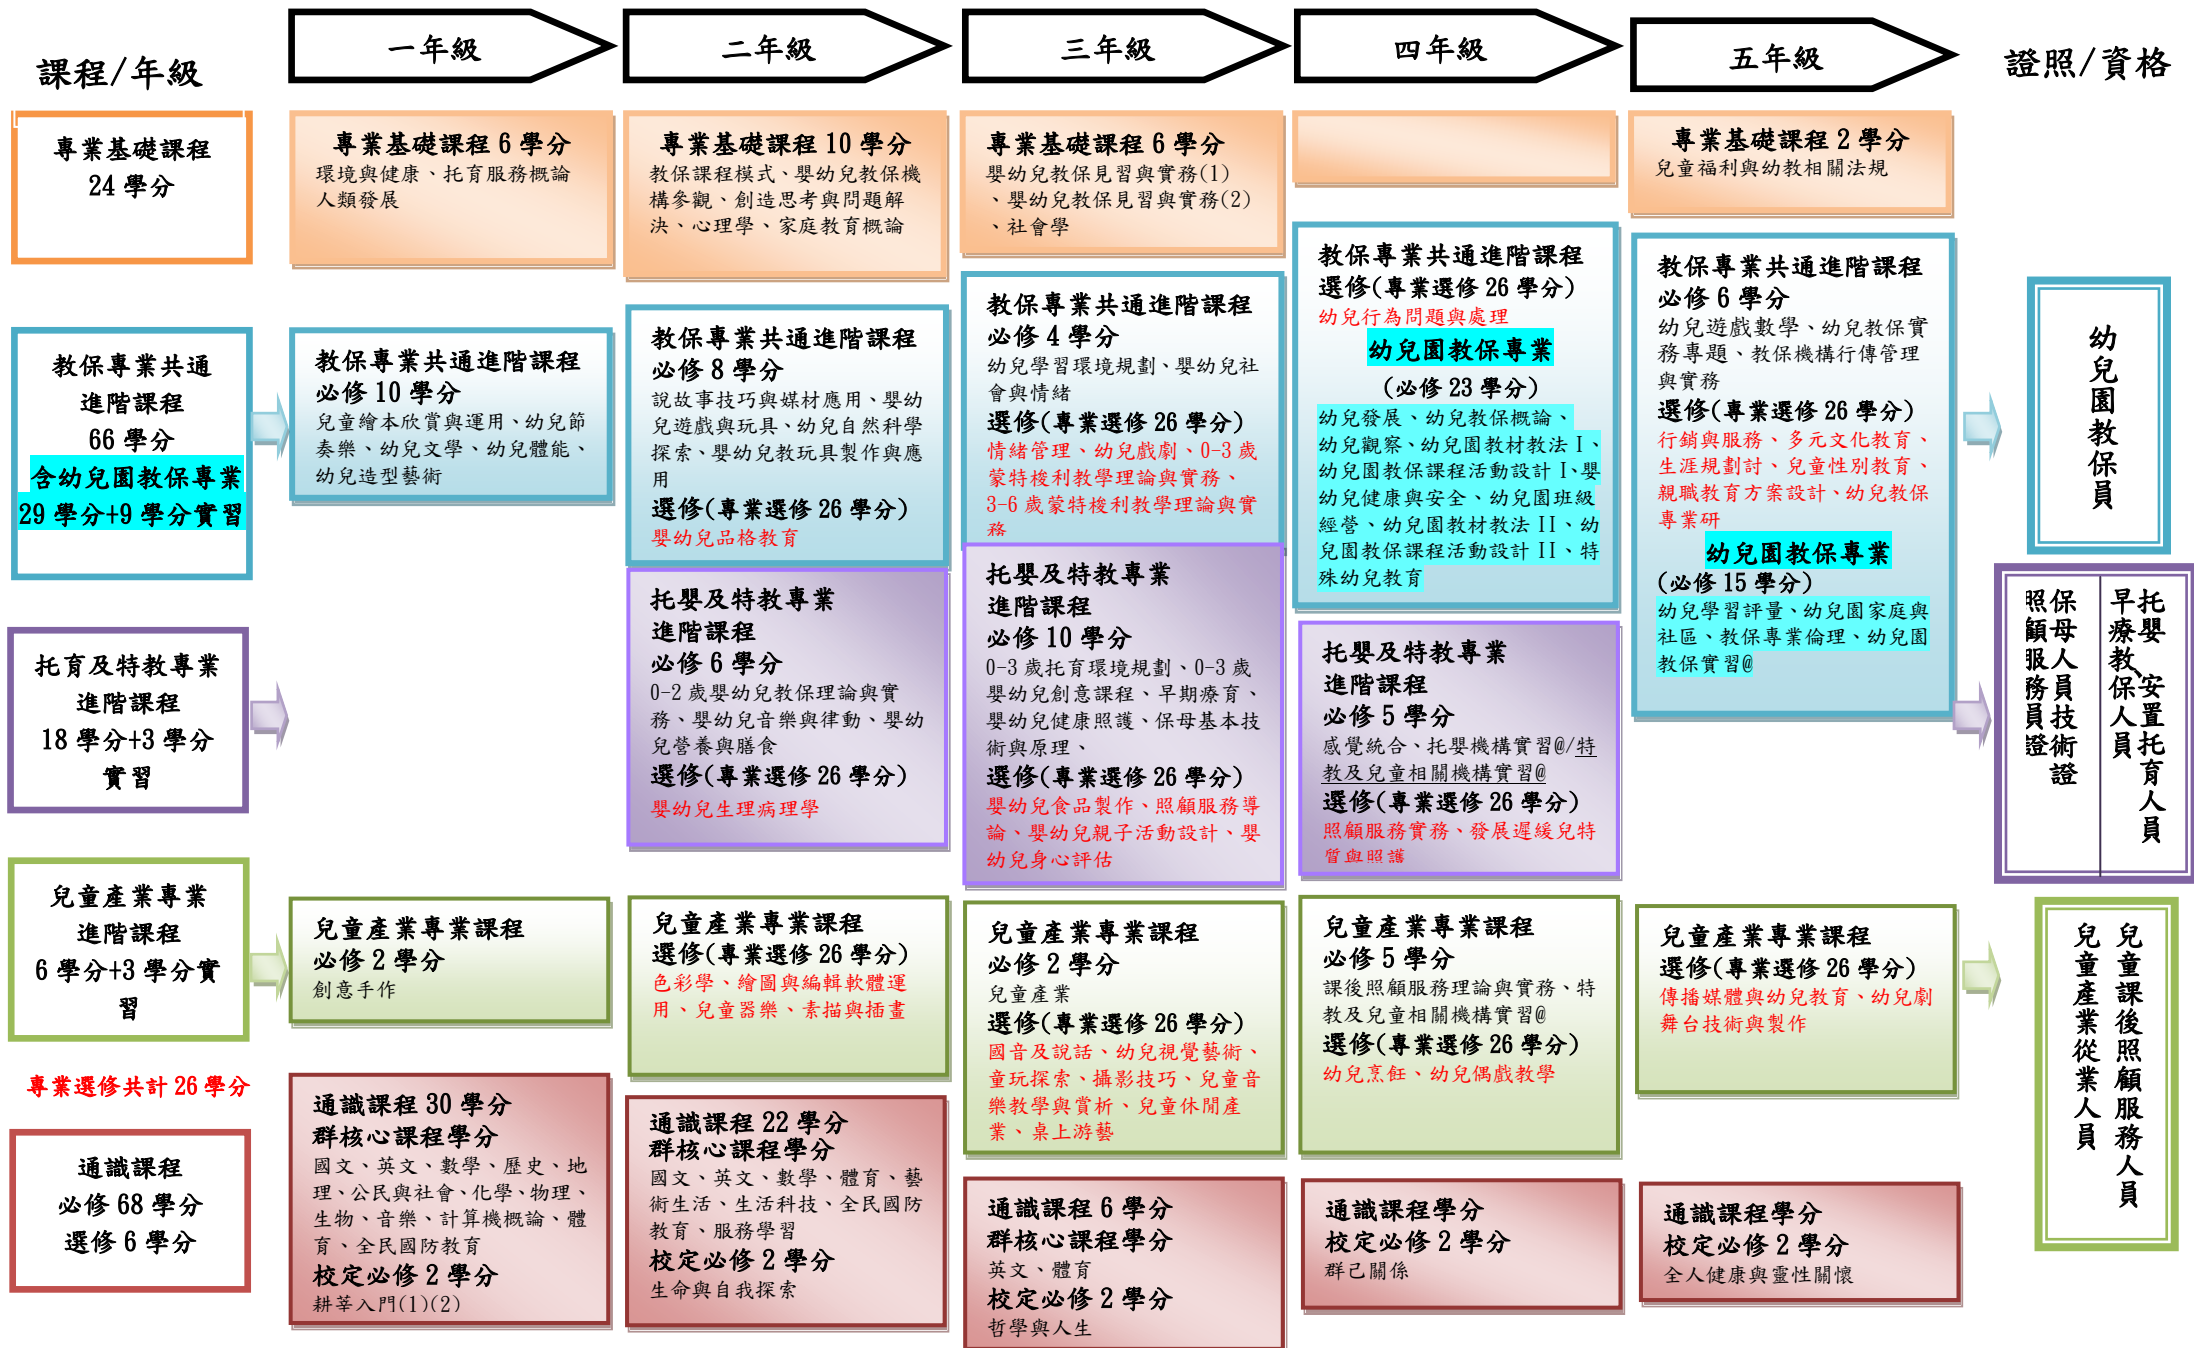 課程/年級
一年級
二年級
三年級
四年級
五年級
證照/資格
專業基礎課程
24 學分
專業基礎課程 6 學分
環境與健康、托育服務概論
人類發展
專業基礎課程 10 學分
教保課程模式、嬰幼兒教保機
構參觀、創造思考與問題解
決、心理學、家庭教育概論
專業基礎課程 6 學分
嬰幼兒教保見習與實務(1)
、嬰幼兒教保見習與實務(2)
、社會學
專業基礎課程 2 學分
兒童福利與幼教相關法規
教保專業共通
進階課程
66 學分
含幼兒園教保專業
29 學分+9 學分實習
教保專業共通進階課程
必修 10 學分
兒童繪本欣賞與運用、幼兒節
奏樂、幼兒文學、幼兒體能、
幼兒造型藝術
教保專業共通進階課程
必修 8 學分
說故事技巧與媒材應用、嬰幼
兒遊戲與玩具、幼兒自然科學
探索、嬰幼兒教玩具製作與應
用
選修(專業選修 26 學分)
嬰幼兒品格教育
教保專業共通進階課程
必修 4 學分
幼兒學習環境規劃、嬰幼兒社
會與情緒
選修(專業選修 26 學分)
情緒管理、幼兒戲劇、0-3 歲
蒙特梭利教學理論與實務、
3-6 歲蒙特梭利教學理論與實
務
教保專業共通進階課程
選修(專業選修 26 學分)
幼兒行為問題與處理
幼兒園教保專業
(必修 23 學分)
幼兒發展、幼兒教保概論、
幼兒觀察、幼兒園教材教法 I、
幼兒園教保課程活動設計 I、嬰
幼兒健康與安全、幼兒園班級
經營、幼兒園教材教法 II、幼
兒園教保課程活動設計 II、特
殊幼兒教育
教保專業共通進階課程
必修 6 學分
幼兒遊戲數學、幼兒教保實
務專題、教保機構行傳管理
與實務
選修(專業選修 26 學分)
行銷與服務、多元文化教育、
生涯規劃討、兒童性別教育、
親職教育方案設計、幼兒教保
專業研
幼兒園教保專業
(必修 15 學分)
幼兒學習評量、幼兒園家庭與
社區、教保專業倫理、幼兒園
教保實習@
幼兒園教保員
托育及特教專業
進階課程
18 學分+3 學分
實習
托嬰及特教專業
進階課程
必修 6 學分
0-2 歲嬰幼兒教保理論與實
務、嬰幼兒音樂與律動、嬰幼
兒營養與膳食
選修(專業選修 26 學分)
嬰幼兒生理病理學
托嬰及特教專業
進階課程
必修 10 學分
0-3 歲托育環境規劃、0-3 歲
嬰幼兒創意課程、早期療育、
嬰幼兒健康照護、保母基本技
術與原理、
選修(專業選修 26 學分)
嬰幼兒食品製作、照顧服務導
論、嬰幼兒親子活動設計、嬰
幼兒身心評估
托嬰及特教專業
進階課程
必修 5 學分
感覺統合、托嬰機構實習@/特
教及兒童相關機構實習@
選修(專業選修 26 學分)
照顧服務實務、發展遲緩兒特
質與照護
托嬰、安置托育人員
早療教保人員
保母人員技術證
照顧服務員證
兒童產業專業
進階課程
6 學分+3 學分實
習
兒童產業專業課程
必修 2 學分
創意手作
兒童產業專業課程
選修(專業選修 26 學分)
色彩學、繪圖與編輯軟體運
用、兒童器樂、素描與插畫
兒童產業專業課程
必修 2 學分
兒童產業
選修(專業選修 26 學分)
國音及說話、幼兒視覺藝術、
童玩探索、攝影技巧、兒童音
樂教學與賞析、兒童休閒產
業、桌上游藝
兒童產業專業課程
必修 5 學分
課後照顧服務理論與實務、特
教及兒童相關機構實習@
選修(專業選修 26 學分)
幼兒烹飪、幼兒偶戲教學
兒童產業專業課程
選修(專業選修 26 學分)
傳播媒體與幼兒教育、幼兒劇
舞台技術與製作
兒童課後照顧服務人員
兒童產業從業人員
專業選修共計 26 學分
通識課程
必修 68 學分
選修 6 學分
通識課程 30 學分
群核心課程學分
國文、英文、數學、歷史、地
理、公民與社會、化學、物理、
生物、音樂、計算機概論、體
育、全民國防教育
校定必修 2 學分
耕莘入門(1)(2)
通識課程 22 學分
群核心課程學分
國文、英文、數學、體育、藝
術生活、生活科技、全民國防
教育、服務學習
校定必修 2 學分
生命與自我探索
通識課程 6 學分
群核心課程學分
英文、體育
校定必修 2 學分
哲學與人生
通識課程學分
校定必修 2 學分
群己關係
通識課程學分
校定必修 2 學分
全人健康與靈性關懷